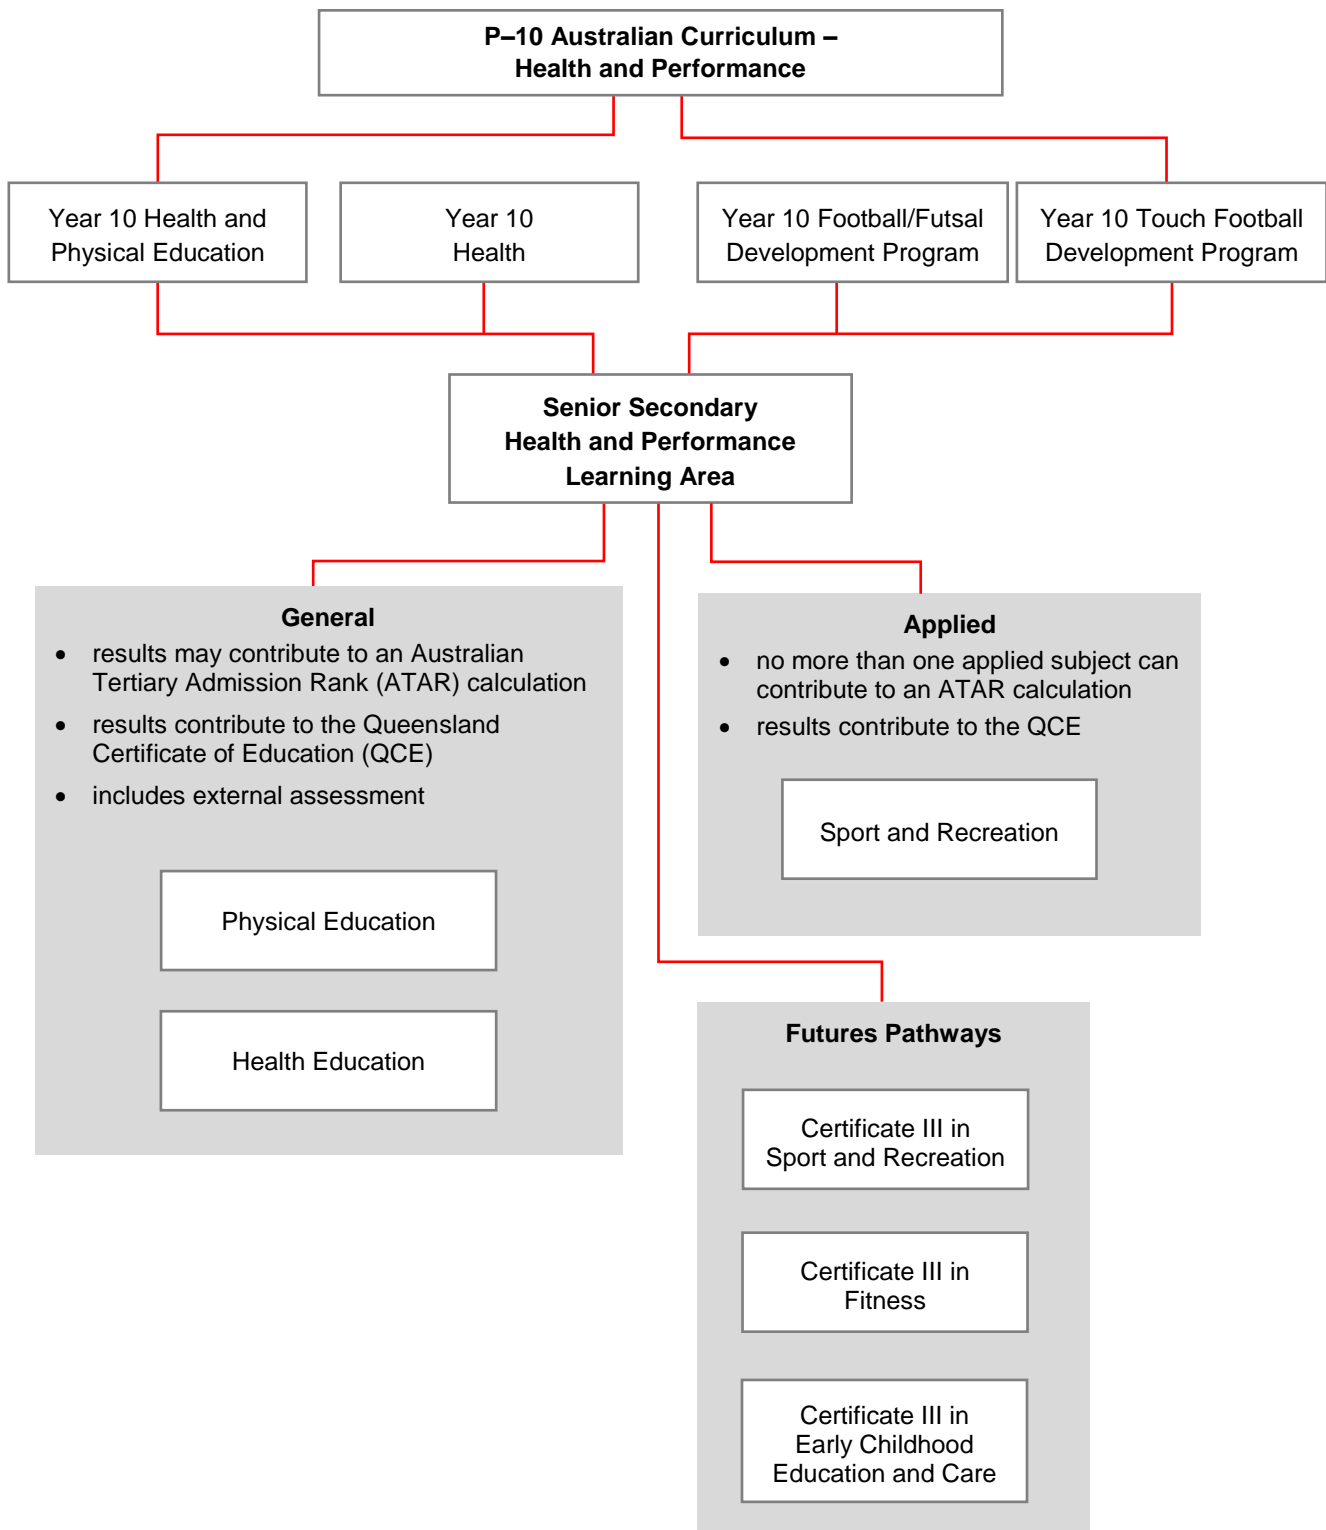 P–10 Australian Curriculum –
Health and Performance
Year 10 Health and
Physical Education
Year 10
Health
Year 10 Football/Futsal
Development Program
Year 10 Touch Football
Development Program
Senior Secondary
Health and Performance
Learning Area
General
• results may contribute to an Australian
Tertiary Admission Rank (ATAR) calculation
• results contribute to the Queensland
Certificate of Education (QCE)
• includes external assessment
Physical Education
Health Education
Applied
• no more than one applied subject can
contribute to an ATAR calculation
• results contribute to the QCE
Sport and Recreation
Futures Pathways
Certificate III in
Sport and Recreation
Certificate III in
Fitness
Certificate III in
Early Childhood
Education and Care